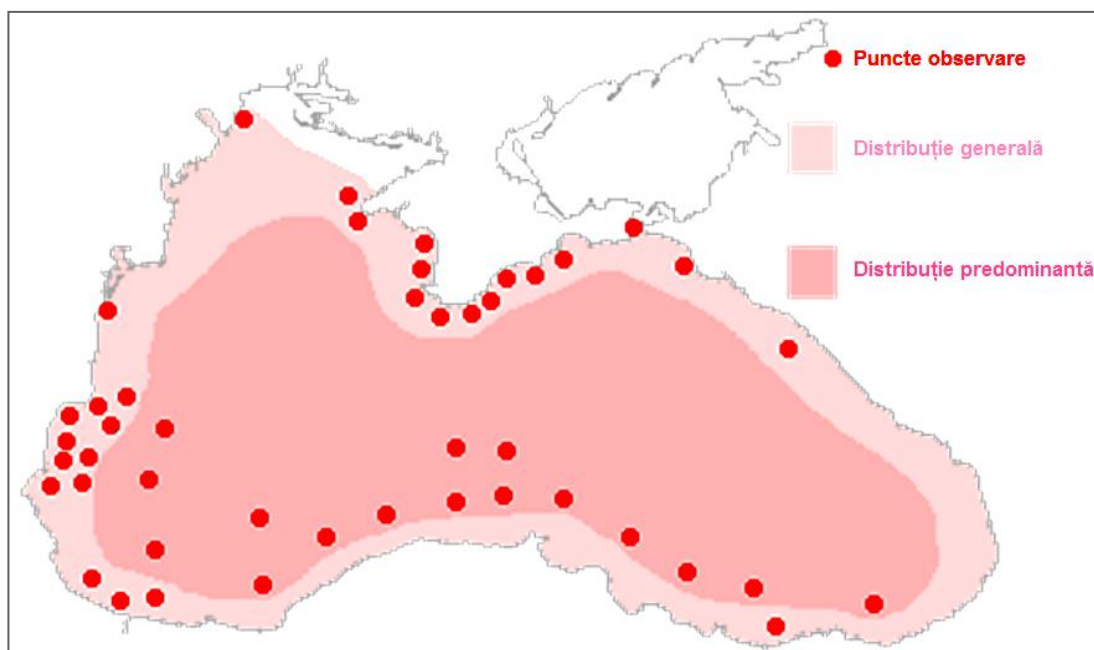 Puncte observare
Distribuție generală
Distribuție predominantă